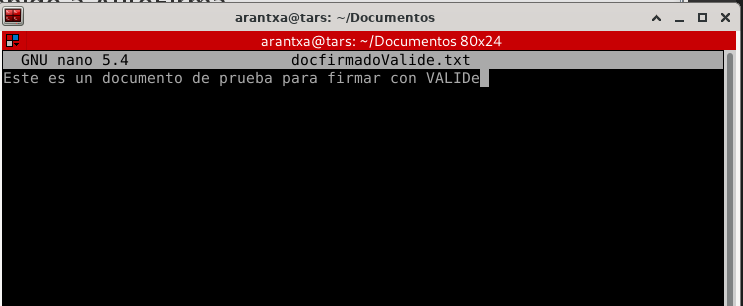 arantxa@tars: ~/Documentos
arantxa@tars: ~/Documentos 80x24
GNU nano 5.4 docfirmadoValide.txt
Este es un documento de prueba para firmar con VALIDe